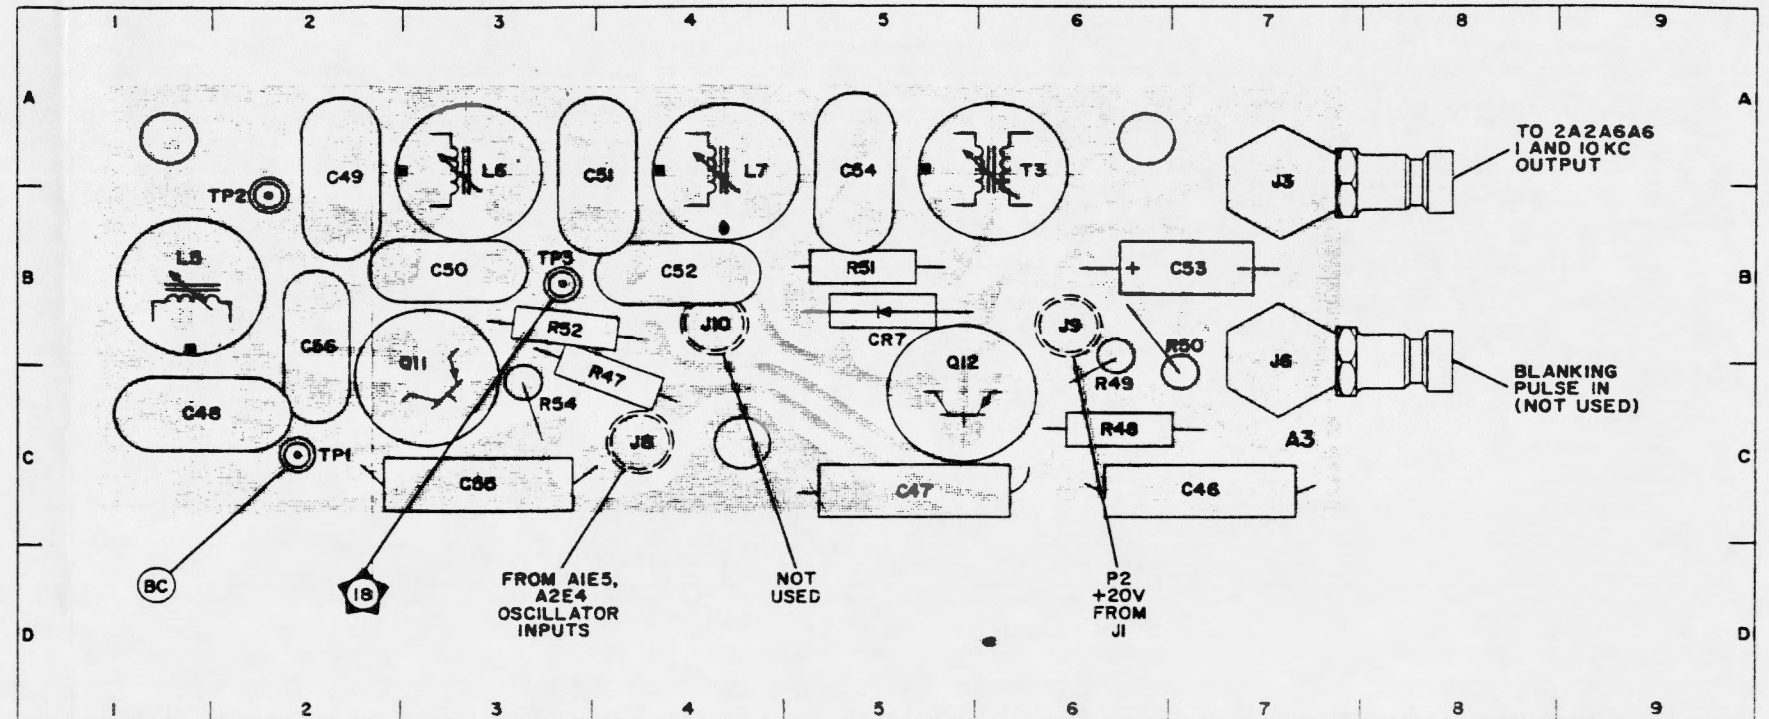 1 2 3 4 5 6 7 8 9
A A
TO 2A2A6A6
1 AND 10 KC
OUTPUT
C49 L6 C51 L7 C54 T3 J3
TP2
L5 C50 TP3 C52 R51 C53
B B
R52 J10 CR7 J9 R50
C56 Q11 R47 Q12 R49 J6
BLANKING
PULSE IN
(NOT USED)
C48 R54 J8 R48 A3
TP1
C C
C55 C47 C46
BC
18
FROM A1E5,
A2E4
OSCILLATOR
INPUTS
NOT
USED
P2
+20V
FROM
J1
D D
1 2 3 4 5 6 7 8 9